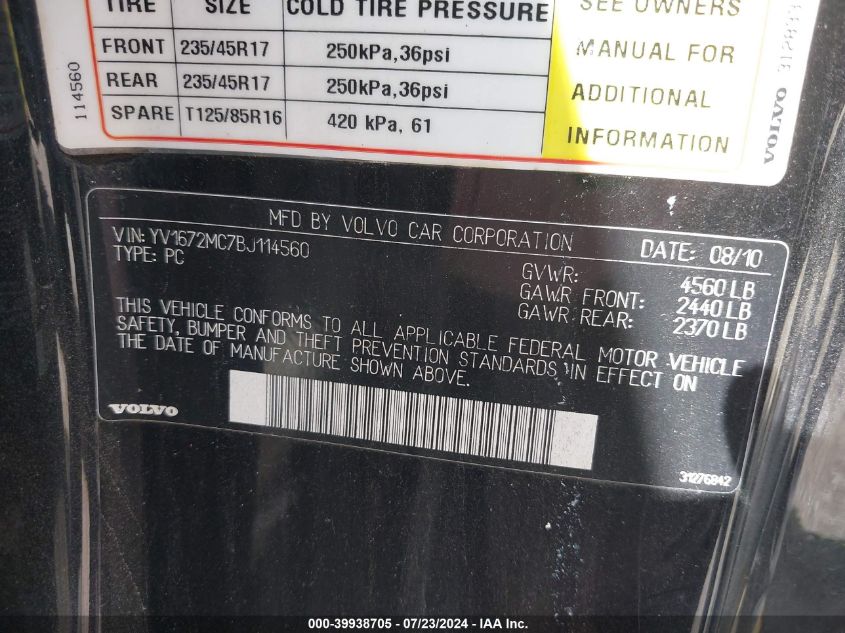 TIRE SIZE COLD TIRE PRESSURE SEE OWNERS
FRONT 235/45R17 250kPa,36psi MANUAL FOR
REAR 235/45R17 250kPa,36psi ADDITIONAL
SPARE T125/85R16 420 kPa, 61 INFORMATION
114560
VOLVO
MFD BY VOLVO CAR CORPORATION DATE: 08/10
VIN: YV1672MC7BJ114560
TYPE: PC
GVWR: 4560 LB
GAWR FRONT: 2440 LB
GAWR REAR: 2370 LB
THIS VEHICLE CONFORMS TO ALL APPLICABLE FEDERAL MOTOR VEHICLE
SAFETY, BUMPER AND THEFT PREVENTION STANDARDS IN EFFECT ON
THE DATE OF MANUFACTURE SHOWN ABOVE.
VOLVO
31276842
000-39938705 - 07/23/2024 - IAA Inc.